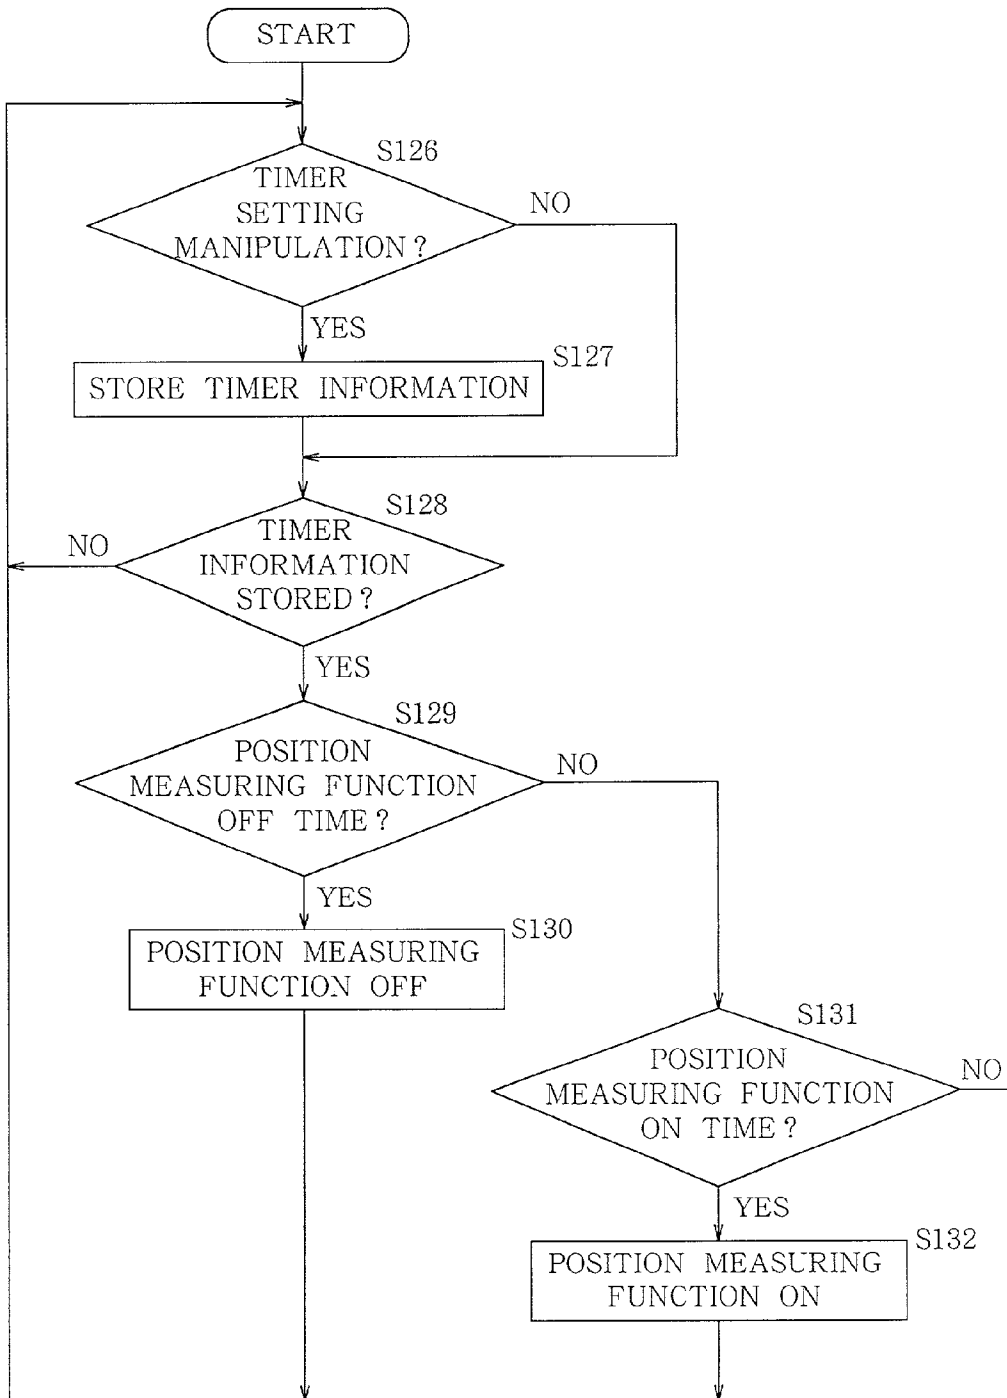 START
S126
TIMER
SETTING
MANIPULATION?
NO
YES
S127
STORE TIMER INFORMATION
S128
TIMER
INFORMATION
STORED?
NO
YES
S129
POSITION
MEASURING FUNCTION
OFF TIME?
NO
YES
S130
POSITION MEASURING
FUNCTION OFF
S131
POSITION
MEASURING FUNCTION
ON TIME?
NO
YES
S132
POSITION MEASURING
FUNCTION ON